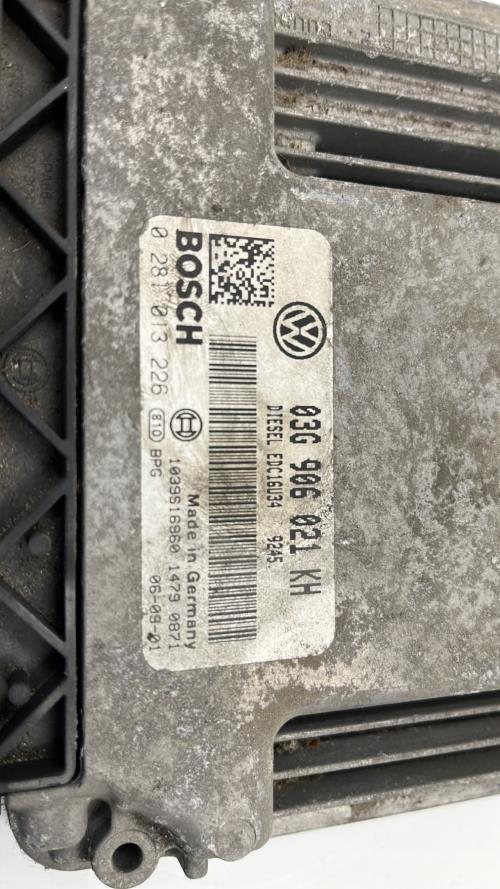 03G 906 021 KH
DIESEL EDC16U34 9245
BOSCH
Made in Germany
0 281 013 226
810 BPG
1039S16960 1479 0871
06-09-01